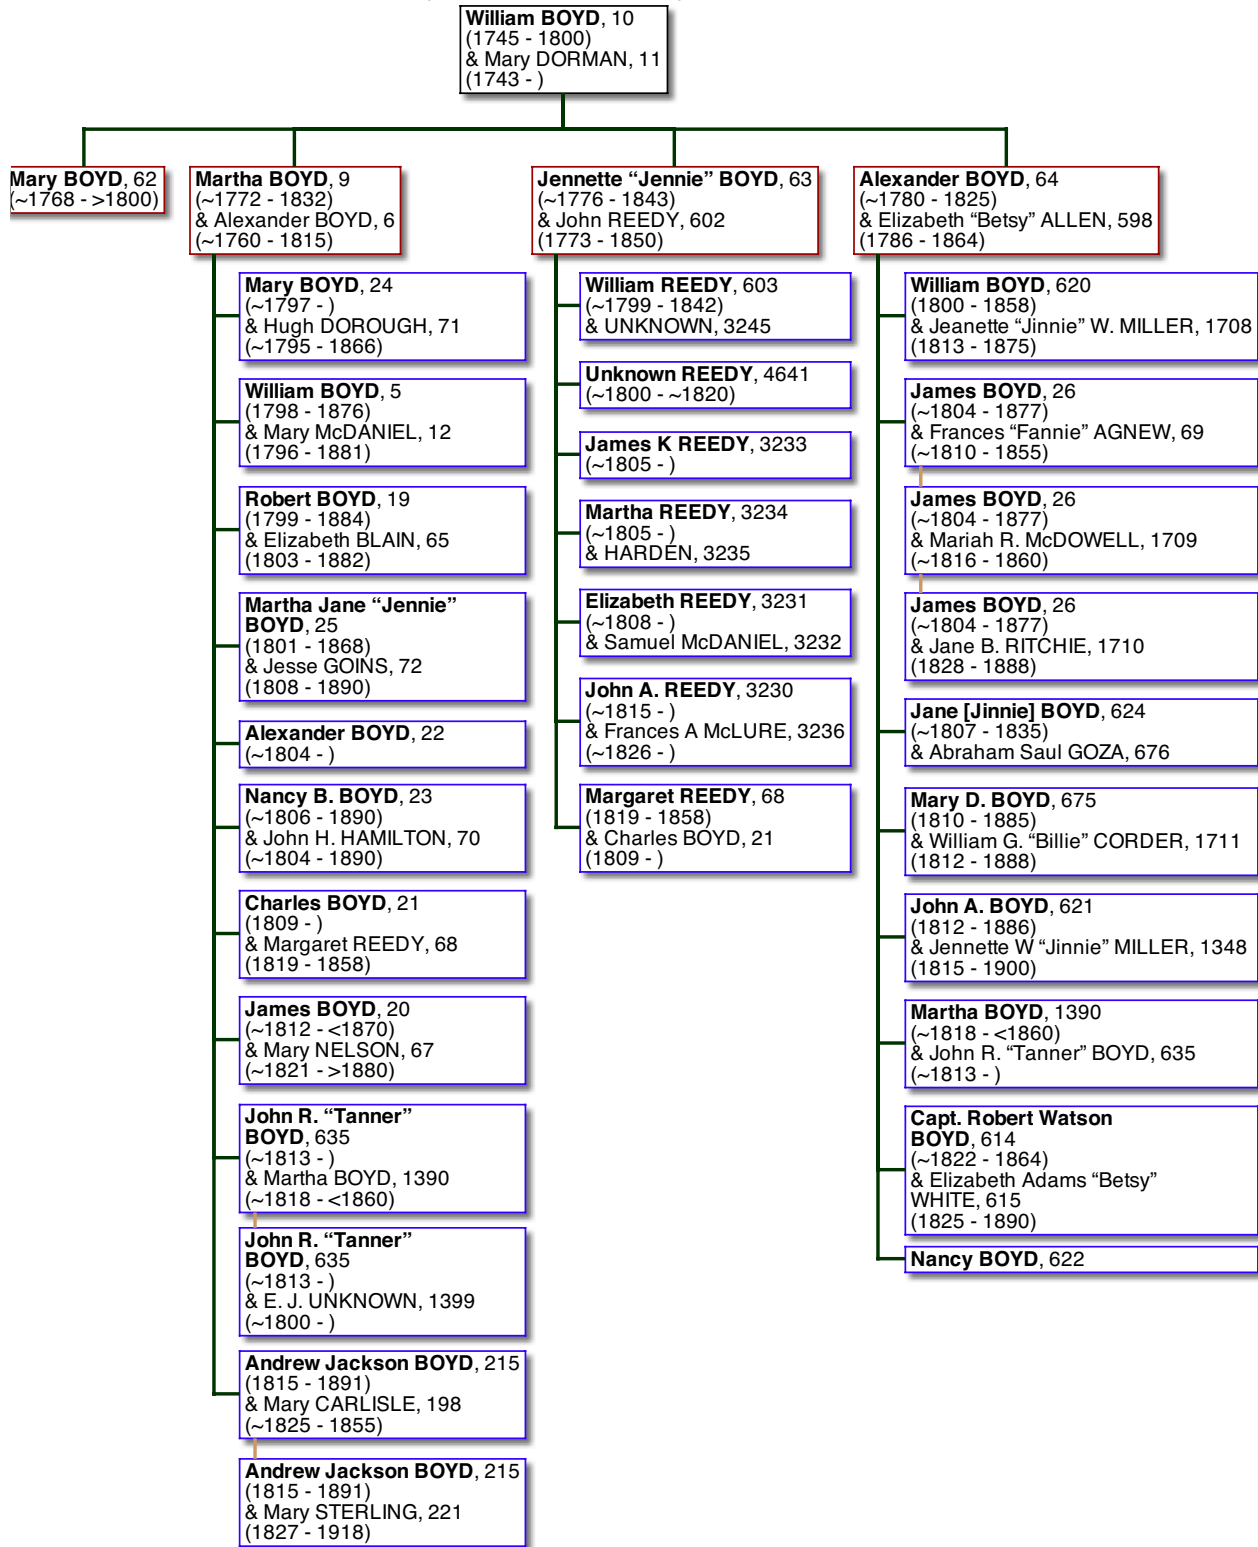 William BOYD, 10
(1745 - 1800)
& Mary DORMAN, 11
(1743 - )
Mary BOYD, 62
(~1768 - >1800)
Martha BOYD, 9
(~1772 - 1832)
& Alexander BOYD, 6
(~1760 - 1815)
Jennette “Jennie” BOYD, 63
(~1776 - 1843)
& John REEDY, 602
(1773 - 1850)
Alexander BOYD, 64
(~1780 - 1825)
& Elizabeth “Betsy” ALLEN, 598
(1786 - 1864)
Mary BOYD, 24
(~1797 - )
& Hugh DOROUGH, 71
(~1795 - 1866)
William BOYD, 5
(1798 - 1876)
& Mary McDANIEL, 12
(1796 - 1881)
Robert BOYD, 19
(1799 - 1884)
& Elizabeth BLAIN, 65
(1803 - 1882)
Martha Jane “Jennie”
BOYD, 25
(1801 - 1868)
& Jesse GOINS, 72
(1808 - 1890)
Alexander BOYD, 22
(~1804 - )
Nancy B. BOYD, 23
(~1806 - 1890)
& John H. HAMILTON, 70
(~1804 - 1890)
Charles BOYD, 21
(1809 - )
& Margaret REEDY, 68
(1819 - 1858)
James BOYD, 20
(~1812 - <1870)
& Mary NELSON, 67
(~1821 - >1880)
John R. “Tanner”
BOYD, 635
(~1813 - )
& Martha BOYD, 1390
(~1818 - <1860)
John R. “Tanner”
BOYD, 635
(~1813 - )
& E. J. UNKNOWN, 1399
(~1800 - )
Andrew Jackson BOYD, 215
(1815 - 1891)
& Mary CARLISLE, 198
(~1825 - 1855)
Andrew Jackson BOYD, 215
(1815 - 1891)
& Mary STERLING, 221
(1827 - 1918)
William REEDY, 603
(~1799 - 1842)
& UNKNOWN, 3245
Unknown REEDY, 4641
(~1800 - ~1820)
James K REEDY, 3233
(~1805 - )
Martha REEDY, 3234
(~1805 - )
& HARDEN, 3235
Elizabeth REEDY, 3231
(~1808 - )
& Samuel McDANIEL, 3232
John A. REEDY, 3230
(~1815 - )
& Frances A McLURE, 3236
(~1826 - )
Margaret REEDY, 68
(1819 - 1858)
& Charles BOYD, 21
(1809 - )
William BOYD, 620
(1800 - 1858)
& Jeanette “Jinnie” W. MILLER, 1708
(1813 - 1875)
James BOYD, 26
(~1804 - 1877)
& Frances “Fannie” AGNEW, 69
(~1810 - 1855)
James BOYD, 26
(~1804 - 1877)
& Mariah R. McDOWELL, 1709
(~1816 - 1860)
James BOYD, 26
(~1804 - 1877)
& Jane B. RITCHIE, 1710
(1828 - 1888)
Jane [Jinnie] BOYD, 624
(~1807 - 1835)
& Abraham Saul GOZA, 676
Mary D. BOYD, 675
(1810 - 1885)
& William G. “Billie” CORDER, 1711
(1812 - 1888)
John A. BOYD, 621
(1812 - 1886)
& Jennette W “Jinnie” MILLER, 1348
(1815 - 1900)
Martha BOYD, 1390
(~1818 - <1860)
& John R. “Tanner” BOYD, 635
(~1813 - )
Capt. Robert Watson
BOYD, 614
(~1822 - 1864)
& Elizabeth Adams “Betsy”
WHITE, 615
(1825 - 1890)
Nancy BOYD, 622